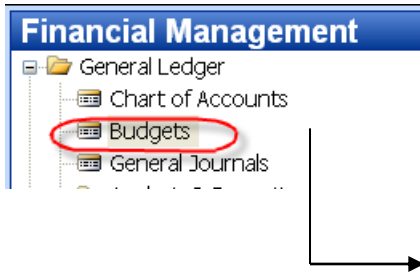 Financial Management
General Ledger
Chart of Accounts
Budgets
General Journals